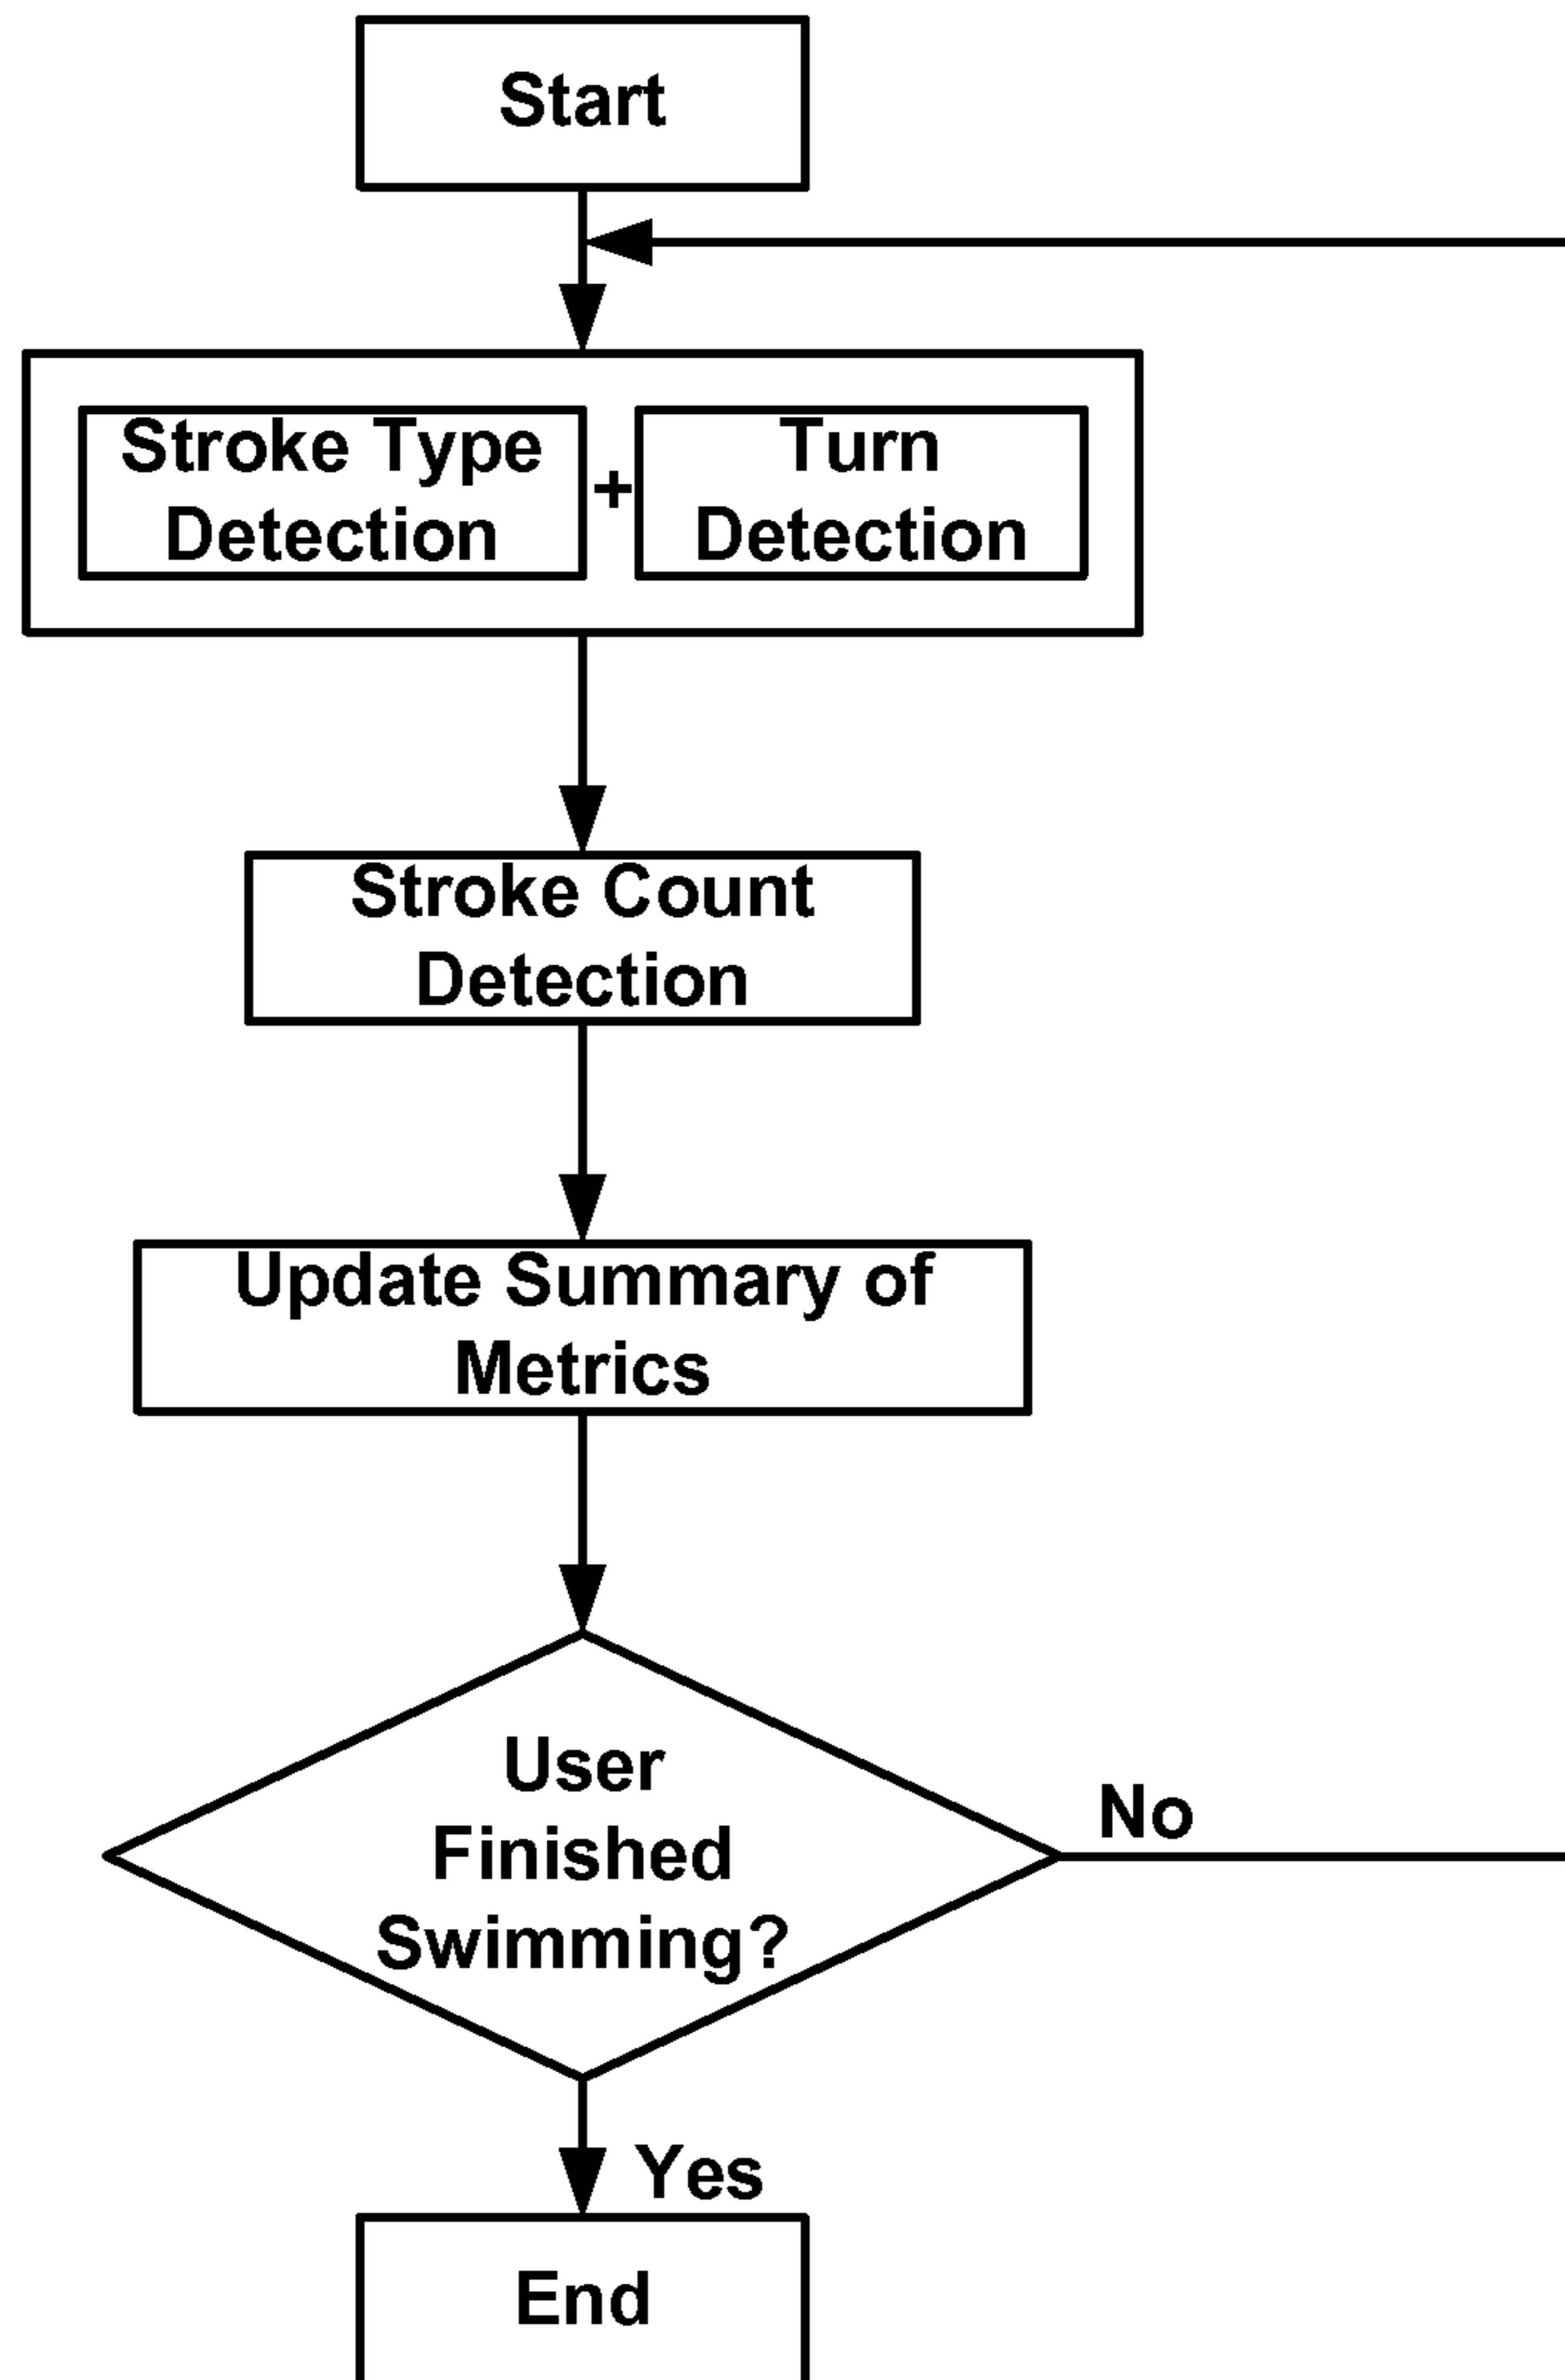 Start
Stroke Type
Detection
+
Turn
Detection
Stroke Count
Detection
Update Summary of
Metrics
User
Finished
Swimming?
No
Yes
End